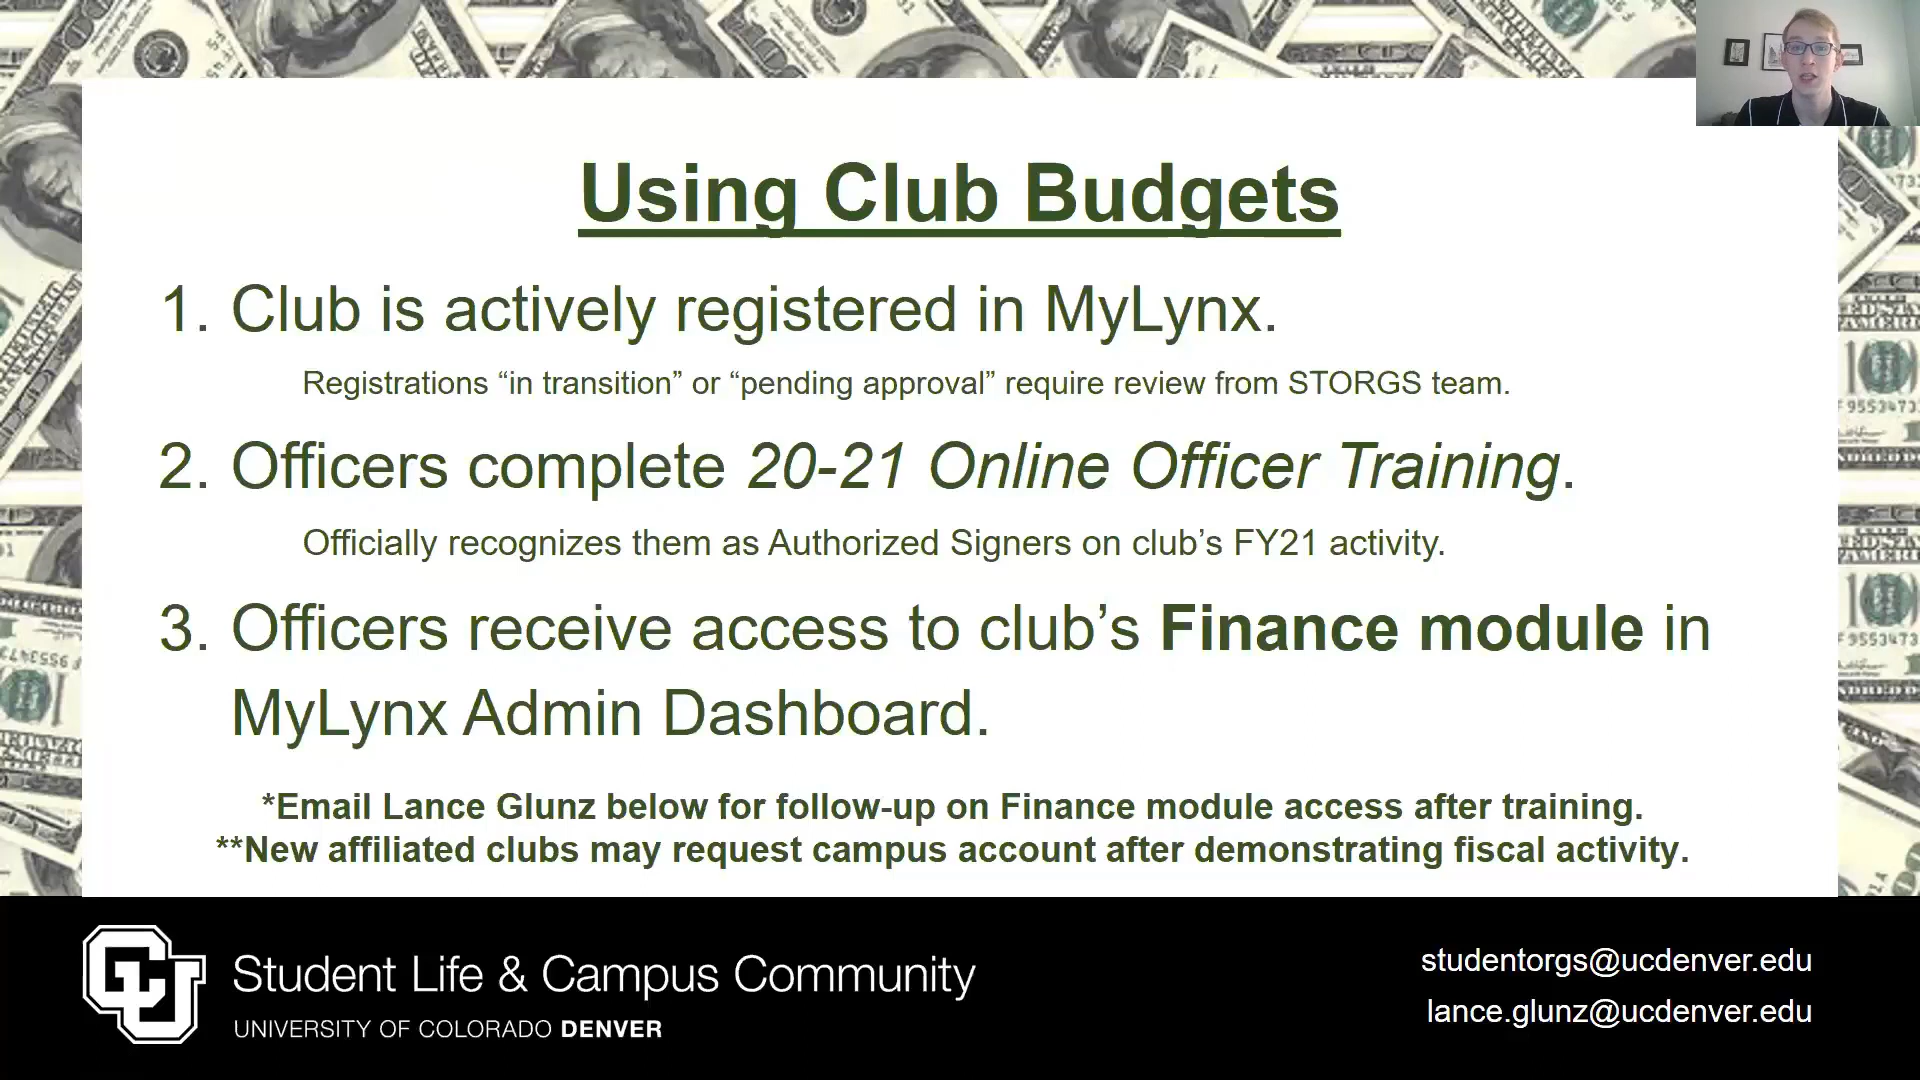 Using Club Budgets
1. Club is actively registered in MyLynx.
Registrations “in transition” or “pending approval” require review from STORGS team.
2. Officers complete 20-21 Online Officer Training.
Officially recognizes them as Authorized Signers on club’s FY21 activity.
3. Officers receive access to club’s Finance module in
MyLynx Admin Dashboard.
*Email Lance Glunz below for follow-up on Finance module access after training.
**New affiliated clubs may request campus account after demonstrating fiscal activity.
CU
Student Life & Campus Community
UNIVERSITY OF COLORADO DENVER
studentorgs@ucdenver.edu
lance.glunz@ucdenver.edu